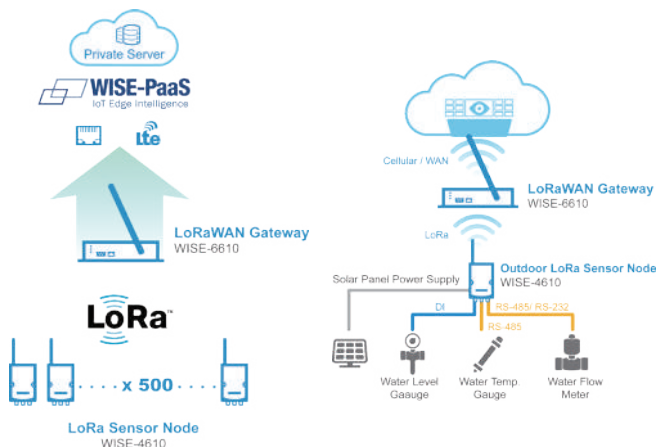 Private Server
WISE-PaaS
IoT Edge Intelligence
Lte
LoRaWAN Gateway
WISE-6610
LoRa™
x 500
LoRa Sensor Node
WISE-4610
Cellular / WAN
LoRaWAN Gateway
WISE-6610
LoRa
Outdoor LoRa Sensor Node
WISE-4610
Solar Panel Power Supply
DI
RS-485/ RS-232
RS-485
Water Level
Gaauge
Water Temp.
Gauge
Water Flow
Meter